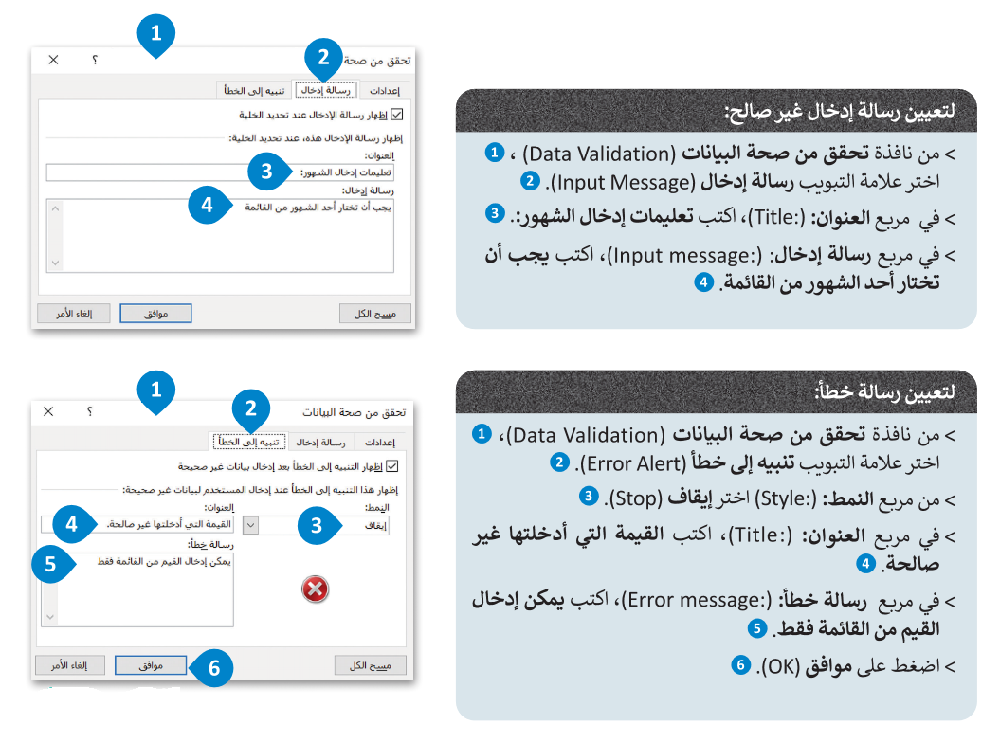 لتعيين رسالة إدخال غير صالح:
> من نافذة تحقق من صحة البيانات (Data Validation) ، 1
اختر علامة التبويب رسالة إدخال (Input Message). 2
> في مربع العنوان: (Title:)، اكتب تعليمات إدخال الشهور:. 3
> في مربع رسالة إدخال: (Input message:)، اكتب يجب أن
تختار أحد الشهور من القائمة. 4
1
تحقق من صحة
2
؟ ×
إعدادات رسالة إدخال تنبيه إلى الخطأ
إظهار رسالة الإدخال عند تحديد الخلية
إظهار رسالة الإدخال هذه، عند تحديد الخلية:
العنوان:
تعليمات إدخال الشهور: 3
رسالة إدخال:
يجب أن تختار أحد الشهور من القائمة 4
مسح الكل موافق إلغاء الأمر
لتعيين رسالة خطأ:
> من نافذة تحقق من صحة البيانات (Data Validation)، 1
اختر علامة التبويب تنبيه إلى خطأ (Error Alert). 2
> من مربع النمط: (Style:) اختر إيقاف (Stop). 3
> في مربع العنوان: (Title:)، اكتب القيمة التي أدخلتها غير
صالحة. 4
> في مربع رسالة خطأ: (Error message:)، اكتب يمكن إدخال
القيم من القائمة فقط. 5
> اضغط على موافق (OK). 6
1
2
تحقق من صحة البيانات ؟ ×
إعدادات رسالة إدخال تنبيه إلى الخطأ
إظهار التنبيه إلى الخطأ بعد إدخال بيانات غير صحيحة
إظهار هذا التنبيه إلى الخطأ عند إدخال المستخدم لبيانات غير صحيحة:
النمط: العنوان:
إيقاف 3 القيمة التي أدخلتها غير صالحة. 4
رسالة خطأ:
يمكن إدخال القيم من القائمة فقط 5
مسح الكل موافق إلغاء الأمر
6